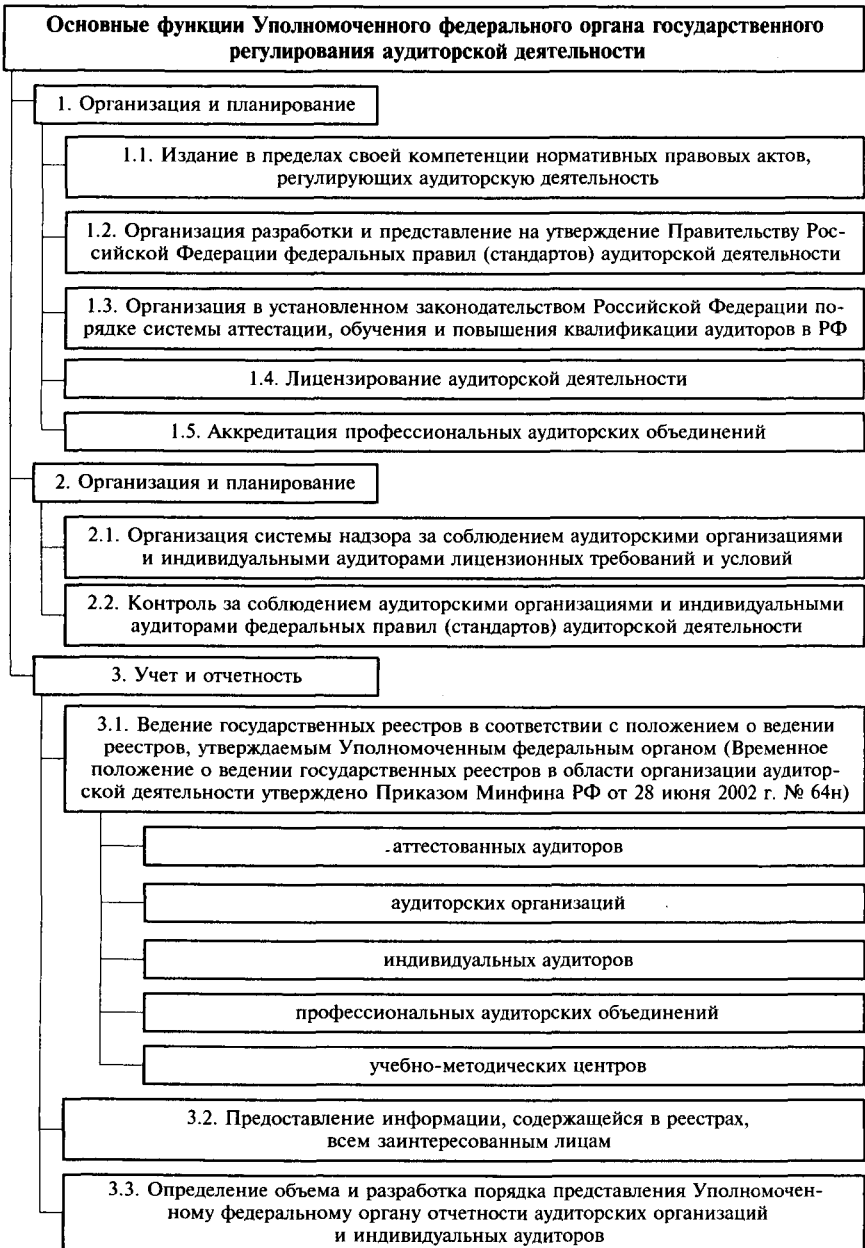 Основные функции Уполномоченного федерального органа государственного
регулирования аудиторской деятельности
1. Организация и планирование
1.1. Издание в пределах своей компетенции нормативных правовых актов,
регулирующих аудиторскую деятельность
1.2. Организация разработки и представление на утверждение Правительству Рос-
сийской Федерации федеральных правил (стандартов) аудиторской деятельности
1.3. Организация в установленном законодательством Российской Федерации по-
рядке системы аттестации, обучения и повышения квалификации аудиторов в РФ
1.4. Лицензирование аудиторской деятельности
1.5. Аккредитация профессиональных аудиторских объединений
2. Организация и планирование
2.1. Организация системы надзора за соблюдением аудиторскими организациями
и индивидуальными аудиторами лицензионных требований и условий
2.2. Контроль за соблюдением аудиторскими организациями и индивидуальными
аудиторами федеральных правил (стандартов) аудиторской деятельности
3. Учет и отчетность
3.1. Ведение государственных реестров в соответствии с положением о ведении
реестров, утверждаемым Уполномоченным федеральным органом (Временное
положение о ведении государственных реестров в области организации аудитор-
ской деятельности утверждено Приказом Минфина РФ от 28 июня 2002 г. № 64н)
аттестованных аудиторов
аудиторских организаций
индивидуальных аудиторов
профессиональных аудиторских объединений
учебно-методических центров
3.2. Предоставление информации, содержащейся в реестрах,
всем заинтересованным лицам
3.3. Определение объема и разработка порядка представления Уполномочен-
ному федеральному органу отчетности аудиторских организаций
и индивидуальных аудиторов